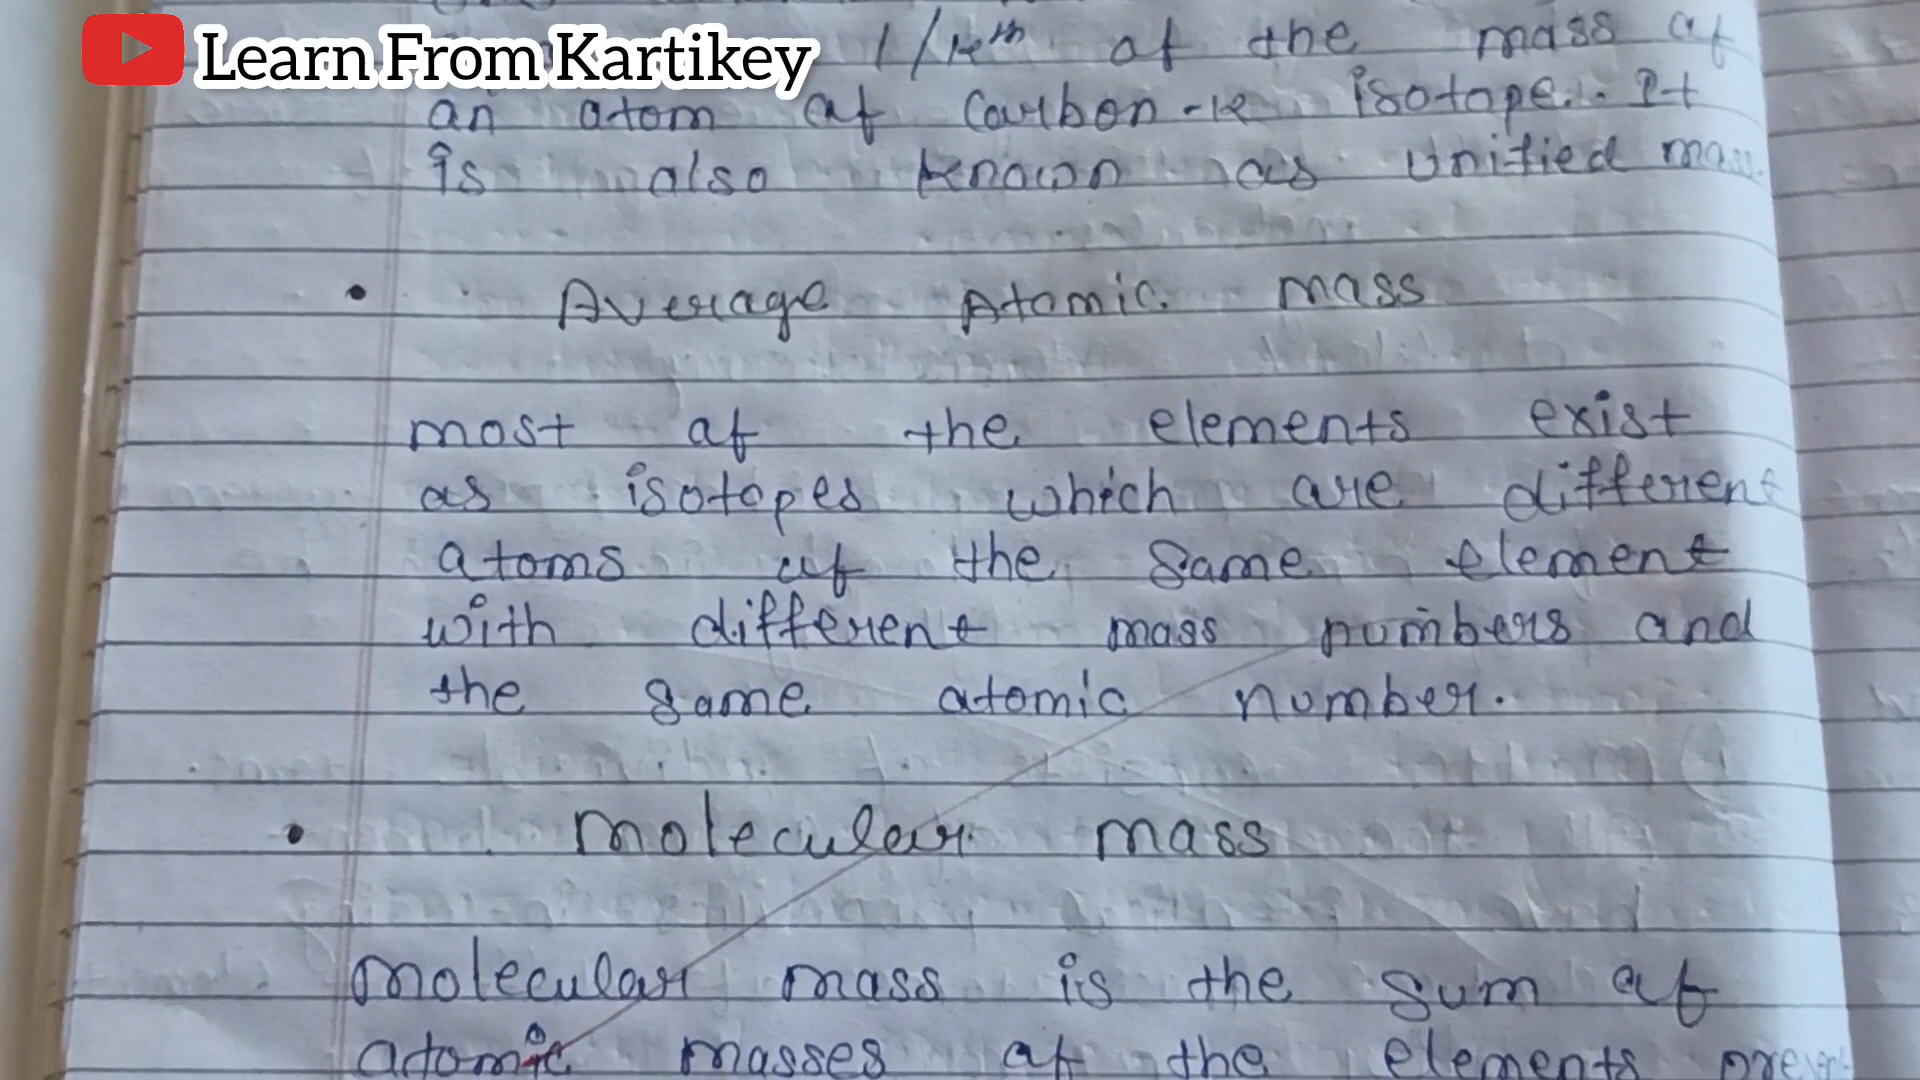 Learn From Kartikey
1/12th of the mass of
an atom of Carbon-12 isotope. It
is also known as unified mass.
• Average Atomic mass
most of the elements exist
as isotopes which are different
atoms of the same element
with different mass numbers and
the same atomic number.
• molecular mass
molecular mass is the sum of
atomic masses of the elements present